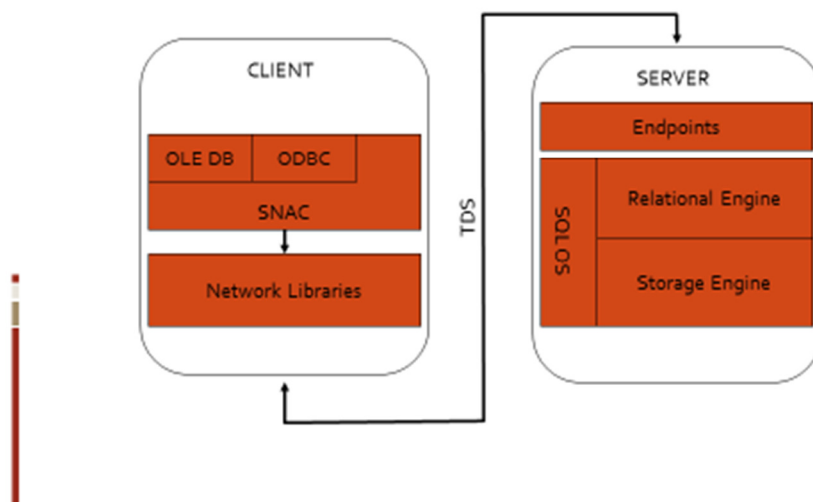 CLIENT
OLE DB
ODBC
SNAC
Network Libraries
TDS
SERVER
Endpoints
SQL OS
Relational Engine
Storage Engine